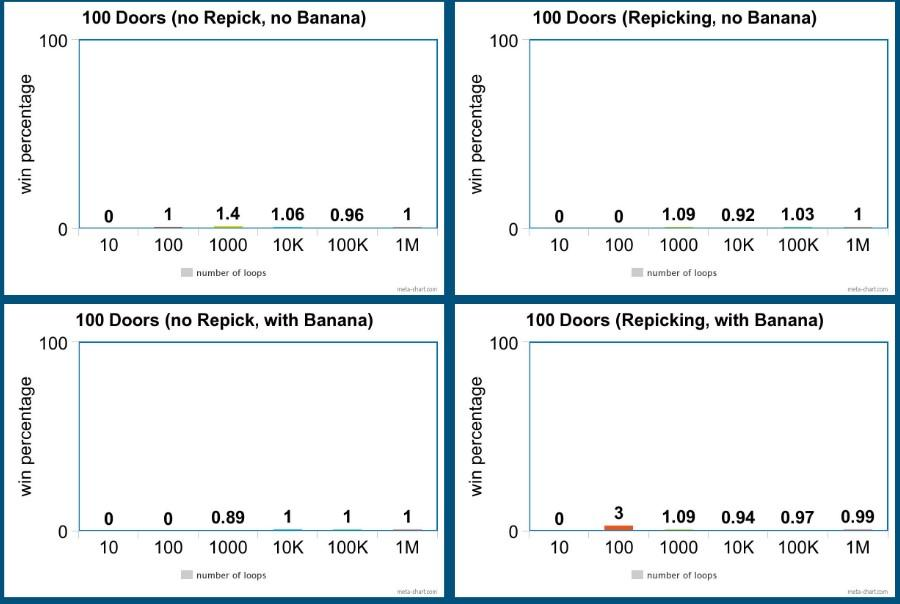 100 Doors (no Repick, no Banana)
100
win percentage
0 1 1.4 1.06 0.96 1
0
10 100 1000 10K 100K 1M
number of loops
meta-chart.com
100 Doors (Repicking, no Banana)
100
win percentage
0 0 1.09 0.92 1.03 1
0
10 100 1000 10K 100K 1M
number of loops
meta-chart.com
100 Doors (no Repick, with Banana)
100
win percentage
0 0 0.89 1 1 1
0
10 100 1000 10K 100K 1M
number of loops
meta-chart.com
100 Doors (Repicking, with Banana)
100
win percentage
0 3 1.09 0.94 0.97 0.99
0
10 100 1000 10K 100K 1M
number of loops
meta-chart.com